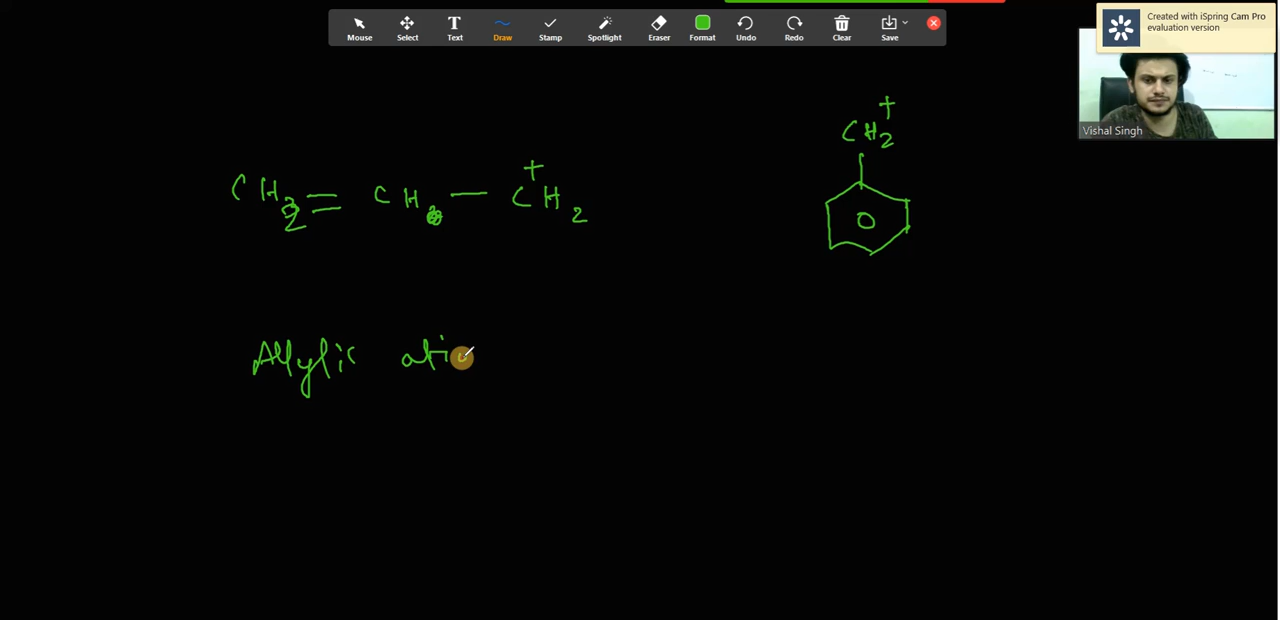 Mouse Select Text Draw Stamp Spotlight Eraser Format Undo Redo Clear Save
Created with iSpring Cam Pro
evaluation version
Vishal Singh
+
CH2
CH2 = CH — CH2
+
Allylic